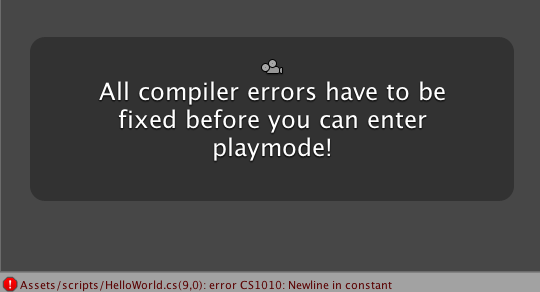 All compiler errors have to be
fixed before you can enter
playmode!
Assets/scripts/HelloWorld.cs(9,0): error CS1010: Newline in constant